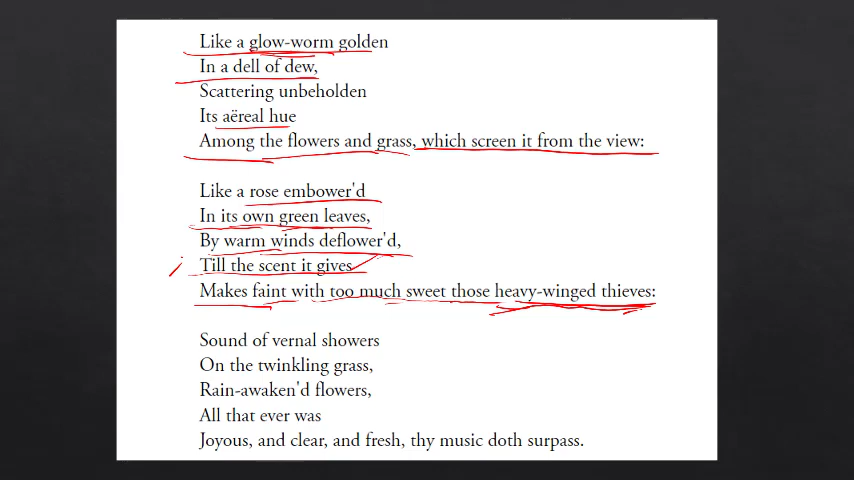 Like a glow-worm golden
In a dell of dew,
Scattering unbeholden
Its aëreal hue
Among the flowers and grass, which screen it from the view:
Like a rose embower'd
In its own green leaves,
By warm winds deflower'd,
Till the scent it gives
Makes faint with too much sweet those heavy-winged thieves:
Sound of vernal showers
On the twinkling grass,
Rain-awaken'd flowers,
All that ever was
Joyous, and clear, and fresh, thy music doth surpass.